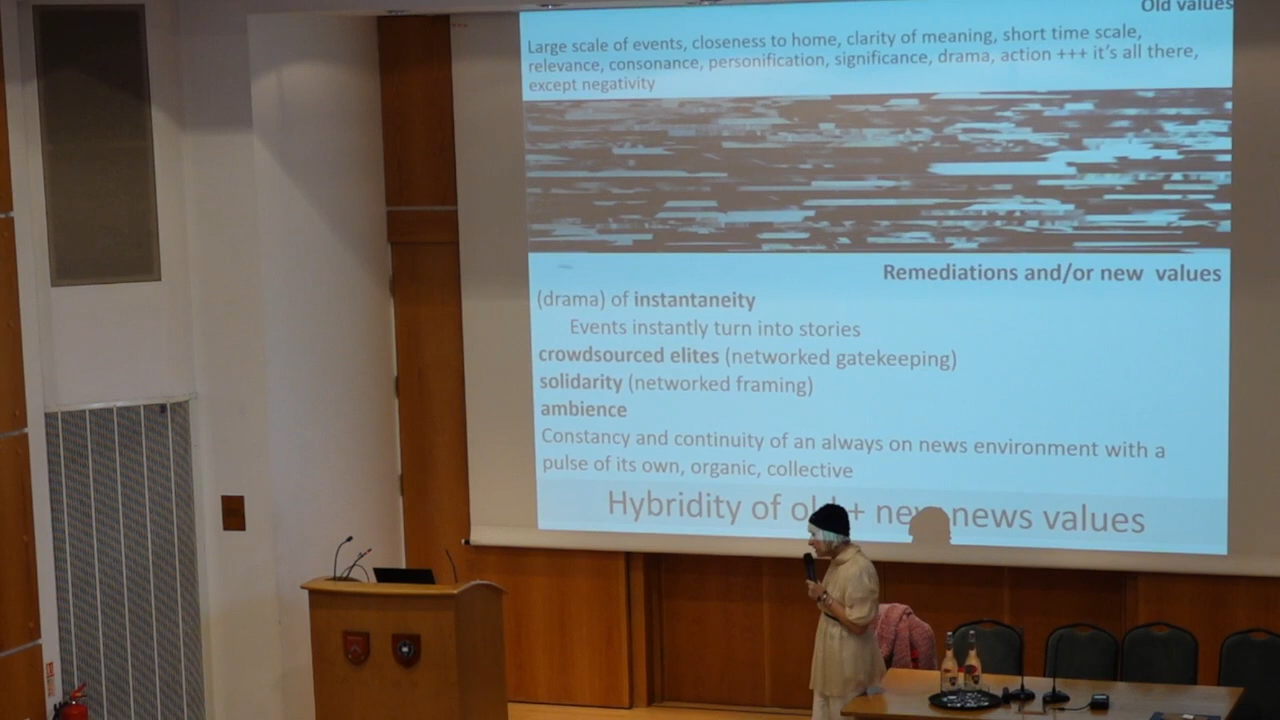 Old values
Large scale of events, closeness to home, clarity of meaning, short time scale,
relevance, consonance, personification, significance, drama, action +++ it's all there,
except negativity
Remediations and/or new values
(drama) of instantaneity
Events instantly turn into stories
crowdsourced elites (networked gatekeeping)
solidarity (networked framing)
ambience
Constancy and continuity of an always on news environment with a
pulse of its own, organic, collective
Hybridity of old + new news values